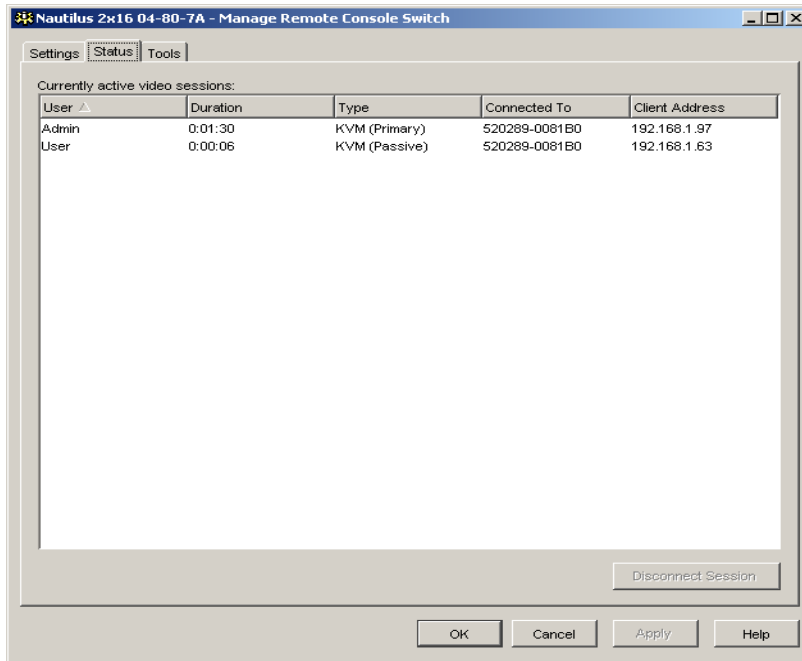 Nautilus 2x16 04-80-7A - Manage Remote Console Switch
Settings Status Tools
Currently active video sessions:
User Duration Type Connected To Client Address
Admin 0:01:30 KVM (Primary) 520289-0081B0 192.168.1.97
User 0:00:06 KVM (Passive) 520289-0081B0 192.168.1.63
Disconnect Session
OK Cancel Apply Help